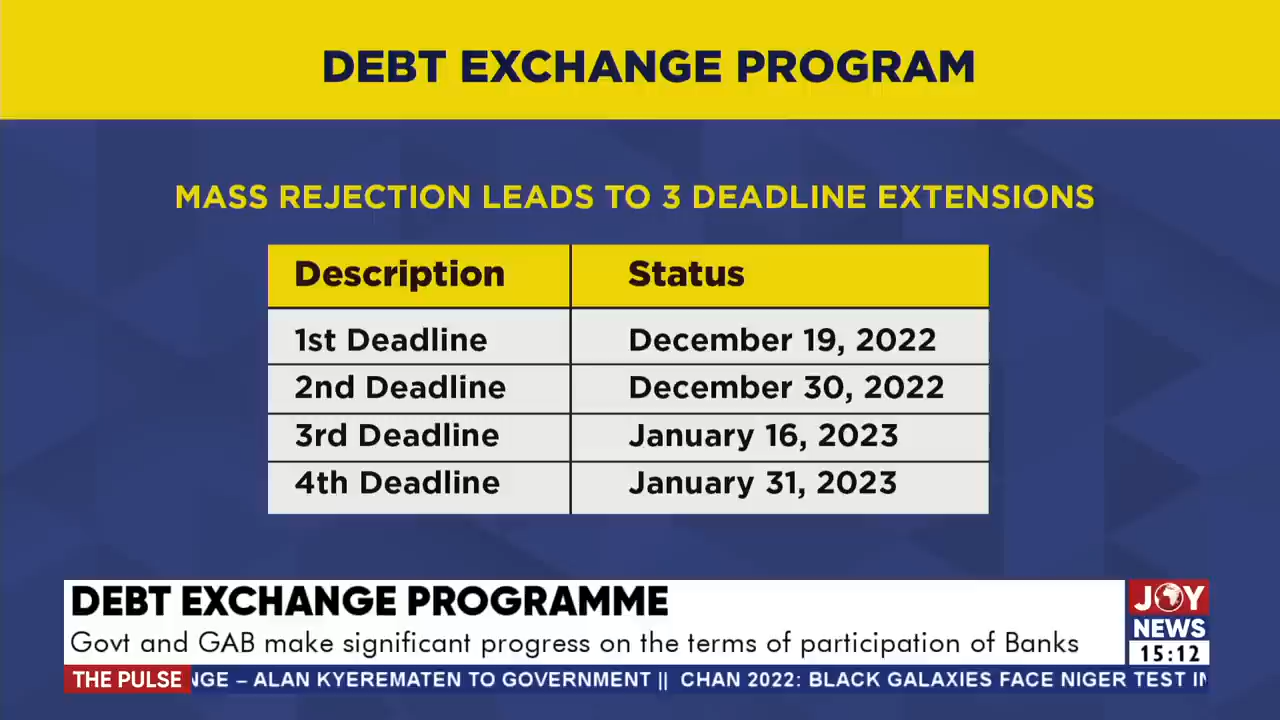 DEBT EXCHANGE PROGRAM
MASS REJECTION LEADS TO 3 DEADLINE EXTENSIONS
Description Status
1st Deadline December 19, 2022
2nd Deadline December 30, 2022
3rd Deadline January 16, 2023
4th Deadline January 31, 2023
DEBT EXCHANGE PROGRAMME
Govt and GAB make significant progress on the terms of participation of Banks
JOY
NEWS
15:12
THE PULSE NGE – ALAN KYEREMATEN TO GOVERNMENT || CHAN 2022: BLACK GALAXIES FACE NIGER TEST IN